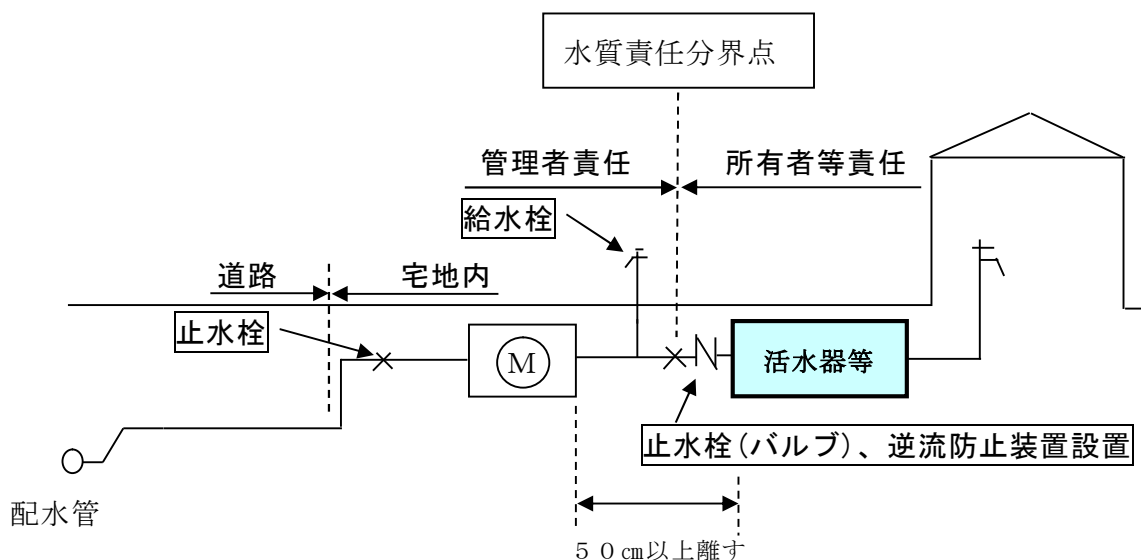 水質責任分界点
管理者責任
所有者等責任
給水栓
道路
宅地内
止水栓
M
活水器等
止水栓(バルブ)、逆流防止装置設置
配水管
５０㎝以上離す